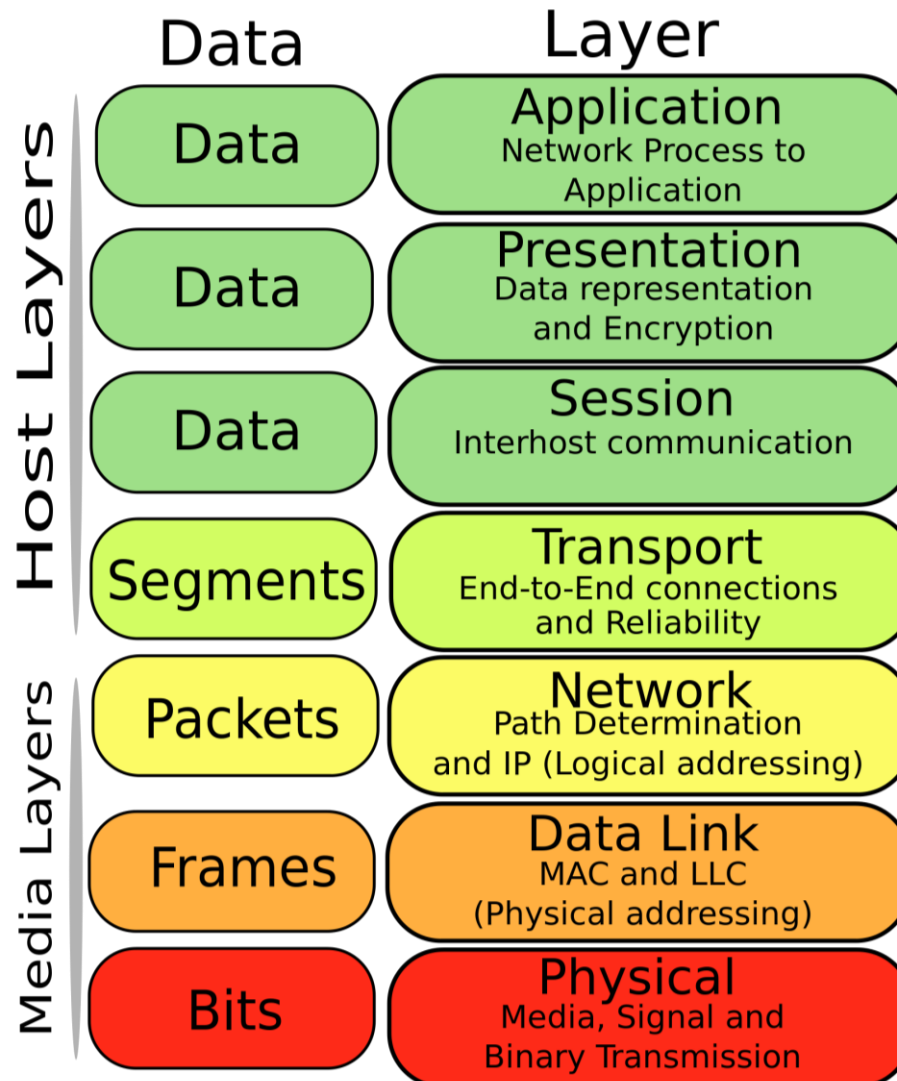 Data
Layer
Host Layers
Data
Application
Network Process to
Application
Data
Presentation
Data representation
and Encryption
Data
Session
Interhost communication
Segments
Transport
End-to-End connections
and Reliability
Media Layers
Packets
Network
Path Determination
and IP (Logical addressing)
Frames
Data Link
MAC and LLC
(Physical addressing)
Bits
Physical
Media, Signal and
Binary Transmission